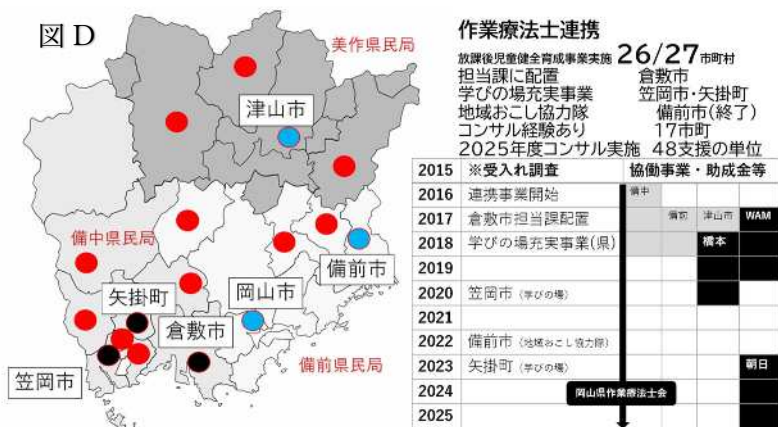 図 D
美作県民局
津山市
備中県民局
矢掛町
岡山市
備前市
倉敷市
笠岡市
備前県民局
作業療法士連携
放課後児童健全育成事業実施 26/27市町村
担当課に配置 倉敷市
学びの場充実事業 笠岡市・矢掛町
地域おこし協力隊 備前市(終了)
コンサル経験あり 17市町
2025年度コンサル実施 48支援の単位
2015 ※受入れ調査 協働事業・助成金等
2016 連携事業開始 備中
2017 倉敷市担当課配置 備前 津山市 WAM
2018 学びの場充実事業(県) 橋本
2019
2020 笠岡市 (学びの場)
2021
2022 備前市 (地域おこし協力隊)
2023 矢掛町 (学びの場) 朝日
2024 岡山県作業療法士会
2025